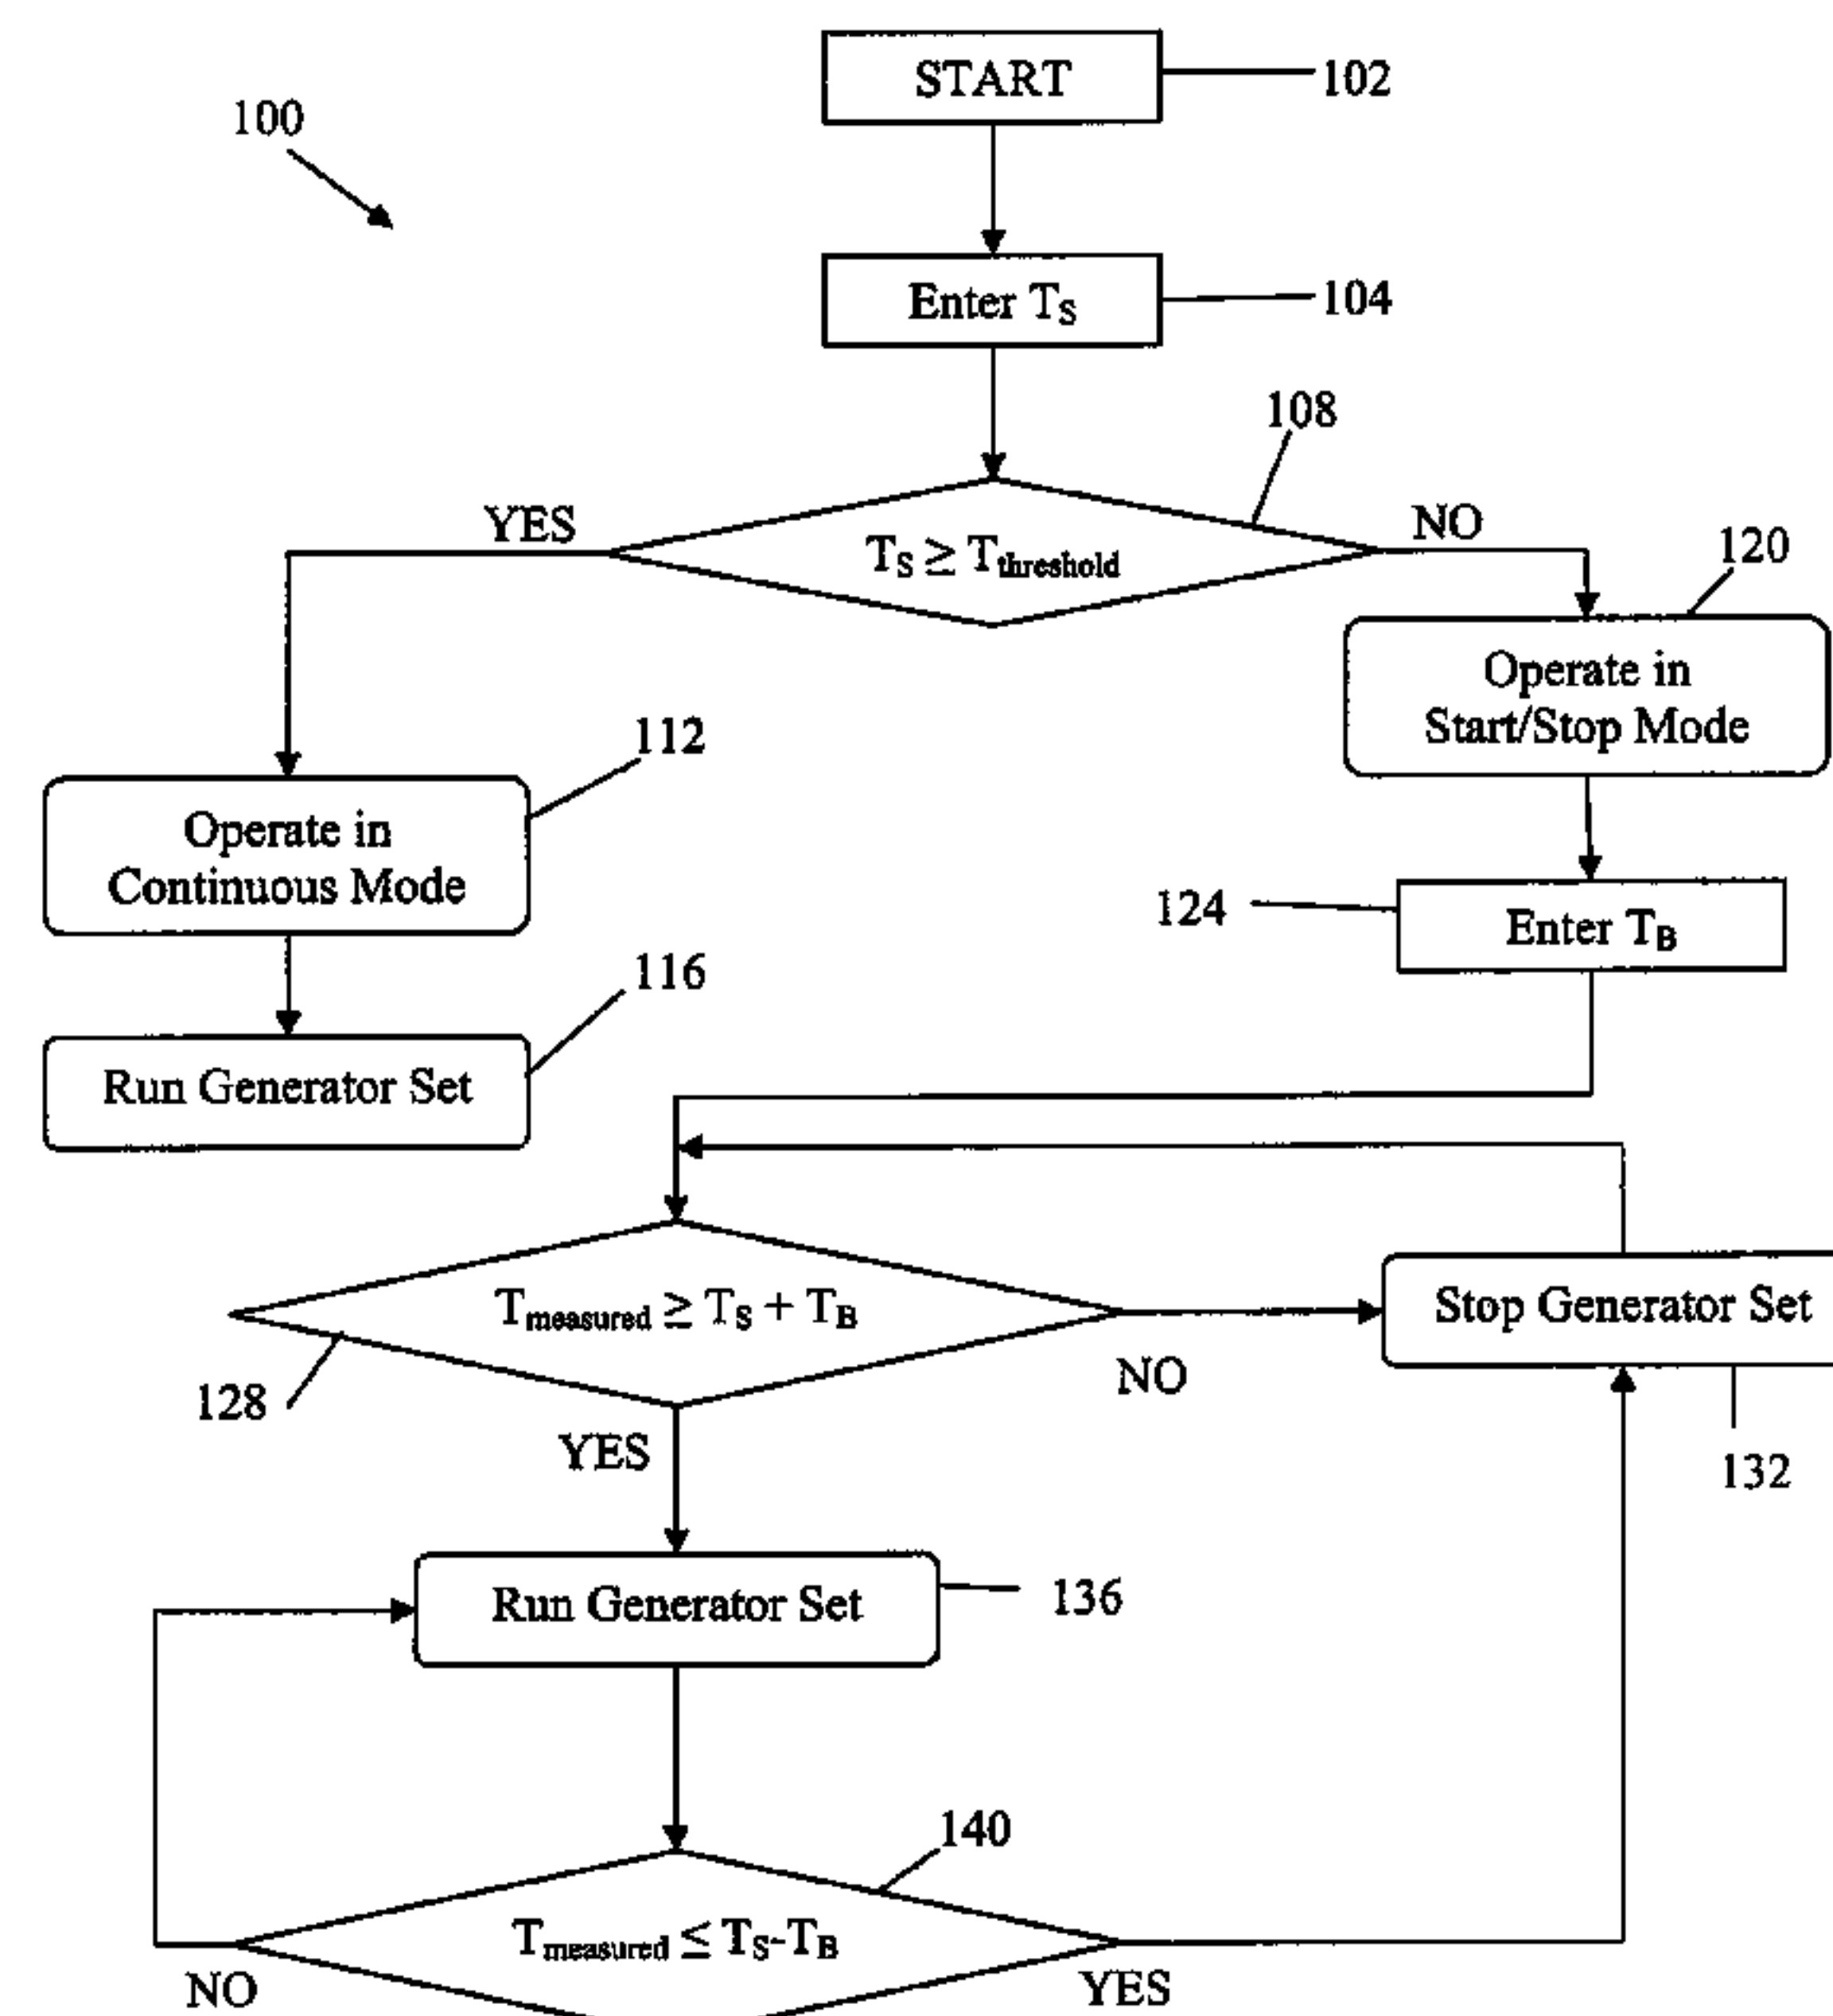 START
102
100
Enter TS
104
108
YES
TS ≥ Tthreshold
NO
120
Operate in
Start/Stop Mode
112
Operate in
Continuous Mode
124
Enter TB
116
Run Generator Set
Tmeasured ≥ TS + TB
Stop Generator Set
NO
128
YES
132
Run Generator Set
136
140
Tmeasured ≤ TS-TB
NO
YES